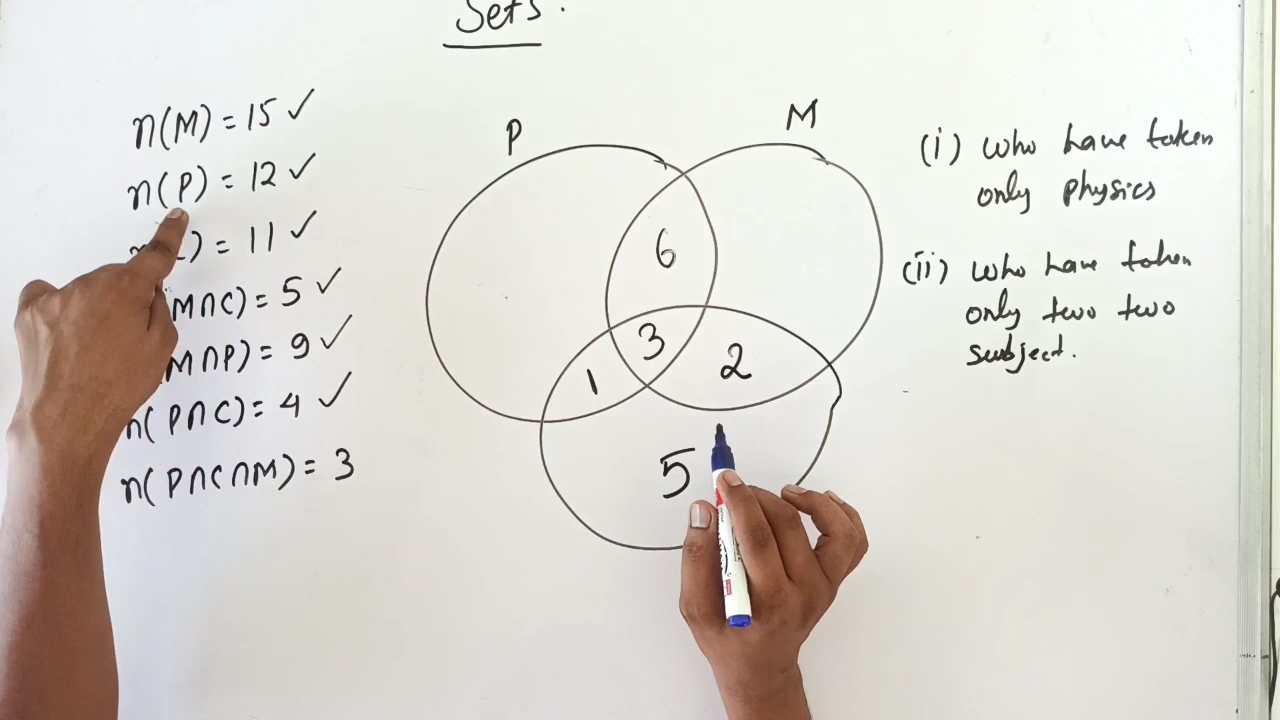 Sets.
n(M) = 15 ✓
n(P) = 12 ✓
) = 11 ✓
M∩C) = 5 ✓
M∩P) = 9 ✓
n(P∩C) = 4 ✓
n(P∩C∩M) = 3
P
M
6
3
1
2
5
(i) who have taken
only physics
(ii) who have taken
only two two
subject.